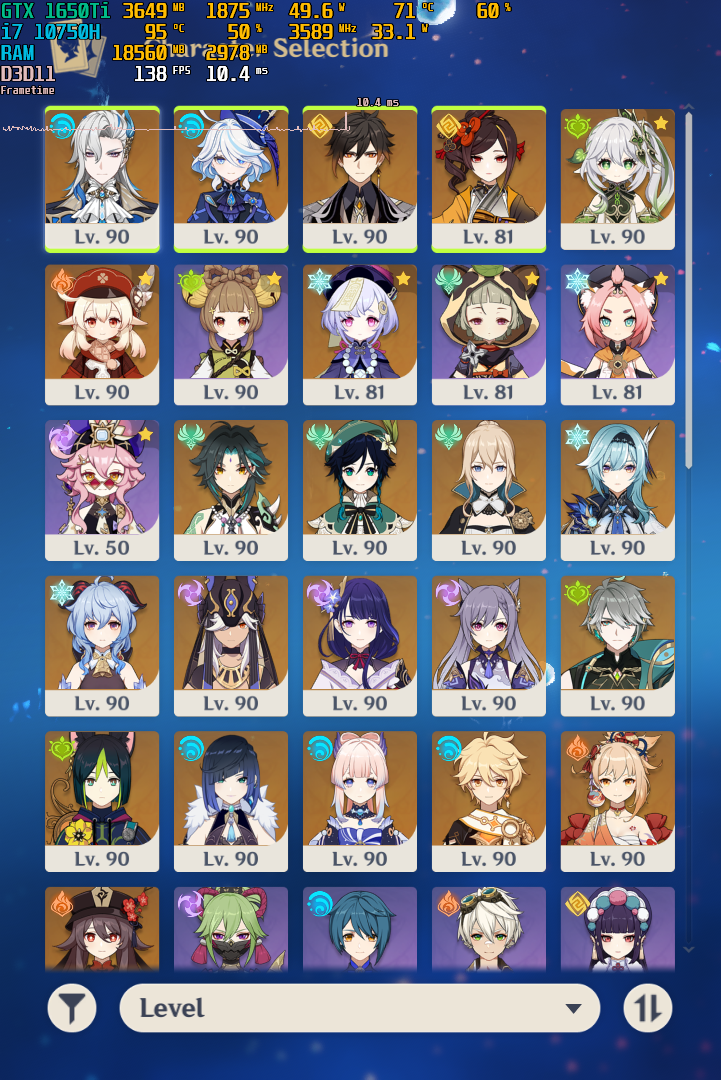 GTX 1650Ti 3649 MB 1875 MHz 49.6 W 71 °C 60 %
i7 10750H 95 °C 50 % 3589 MHz 33.1 W
RAM 18560 MB 2978 MB
Character Selection
D3D11 138 FPS 10.4 ms
Frametime
10.4 ms
Lv. 90 Lv. 90 Lv. 90 Lv. 81 Lv. 90
Lv. 90 Lv. 90 Lv. 81 Lv. 81 Lv. 81
Lv. 50 Lv. 90 Lv. 90 Lv. 90 Lv. 90
Lv. 90 Lv. 90 Lv. 90 Lv. 90 Lv. 90
Lv. 90 Lv. 90 Lv. 90 Lv. 90 Lv. 90
Level